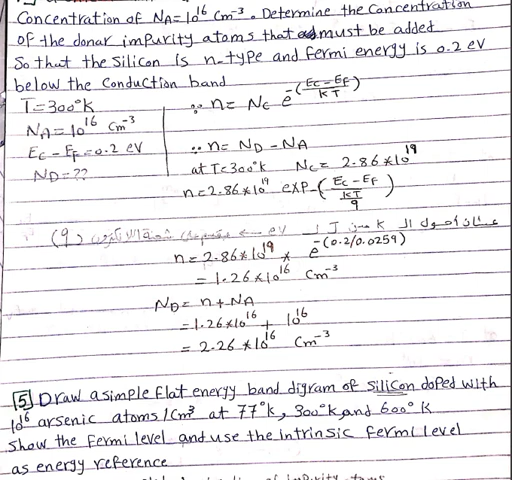 Concentration of NA=10^16 cm^-3. Determine the Concentration
of the donar impurity atoms that must be added
So that the silicon is n-type and fermi energy is 0.2 eV
below the conduction band
T=300°k
NA=10^16 cm^-3
EC-EF=0.2 eV
ND=??
∵ n= NC e^-(EC-EF/KT)
∵ n= ND - NA
at T=300°k NC= 2.86*10^19
n=2.86*10^19 exp-(EC-EF/KT/q)
n=2.86*10^19 * e^-(0.2/0.0259)
=1.26*10^16 cm^-3
ND= n+NA
=1.26*10^16 + 10^16
= 2.26*10^16 cm^-3
5 Draw a simple flat energy band digram of silicon doped with
10^16 arsenic atoms/cm^3 at 77°k, 300°k and 600°k
Show the fermi level and use the intrinsic fermi level
as energy reference